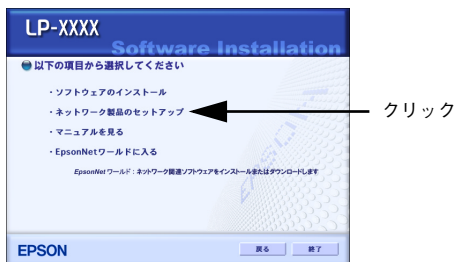 LP-XXXX
Software Installation
以下の項目から選択してください
・ソフトウェアのインストール
・ネットワーク製品のセットアップ
クリック
・マニュアルを見る
・EpsonNetワールドに入る
EpsonNet ワールド：ネットワーク関連ソフトウェアをインストールまたはダウンロードします
EPSON
EPSON
戻る
終了